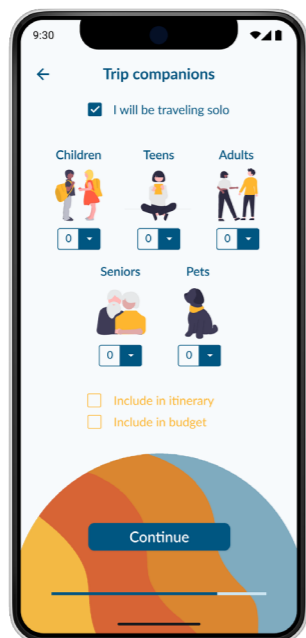 9:30
Trip companions
I will be traveling solo
Children Teens Adults
0 0 0
Seniors Pets
0 0
Include in itinerary
Include in budget
Continue